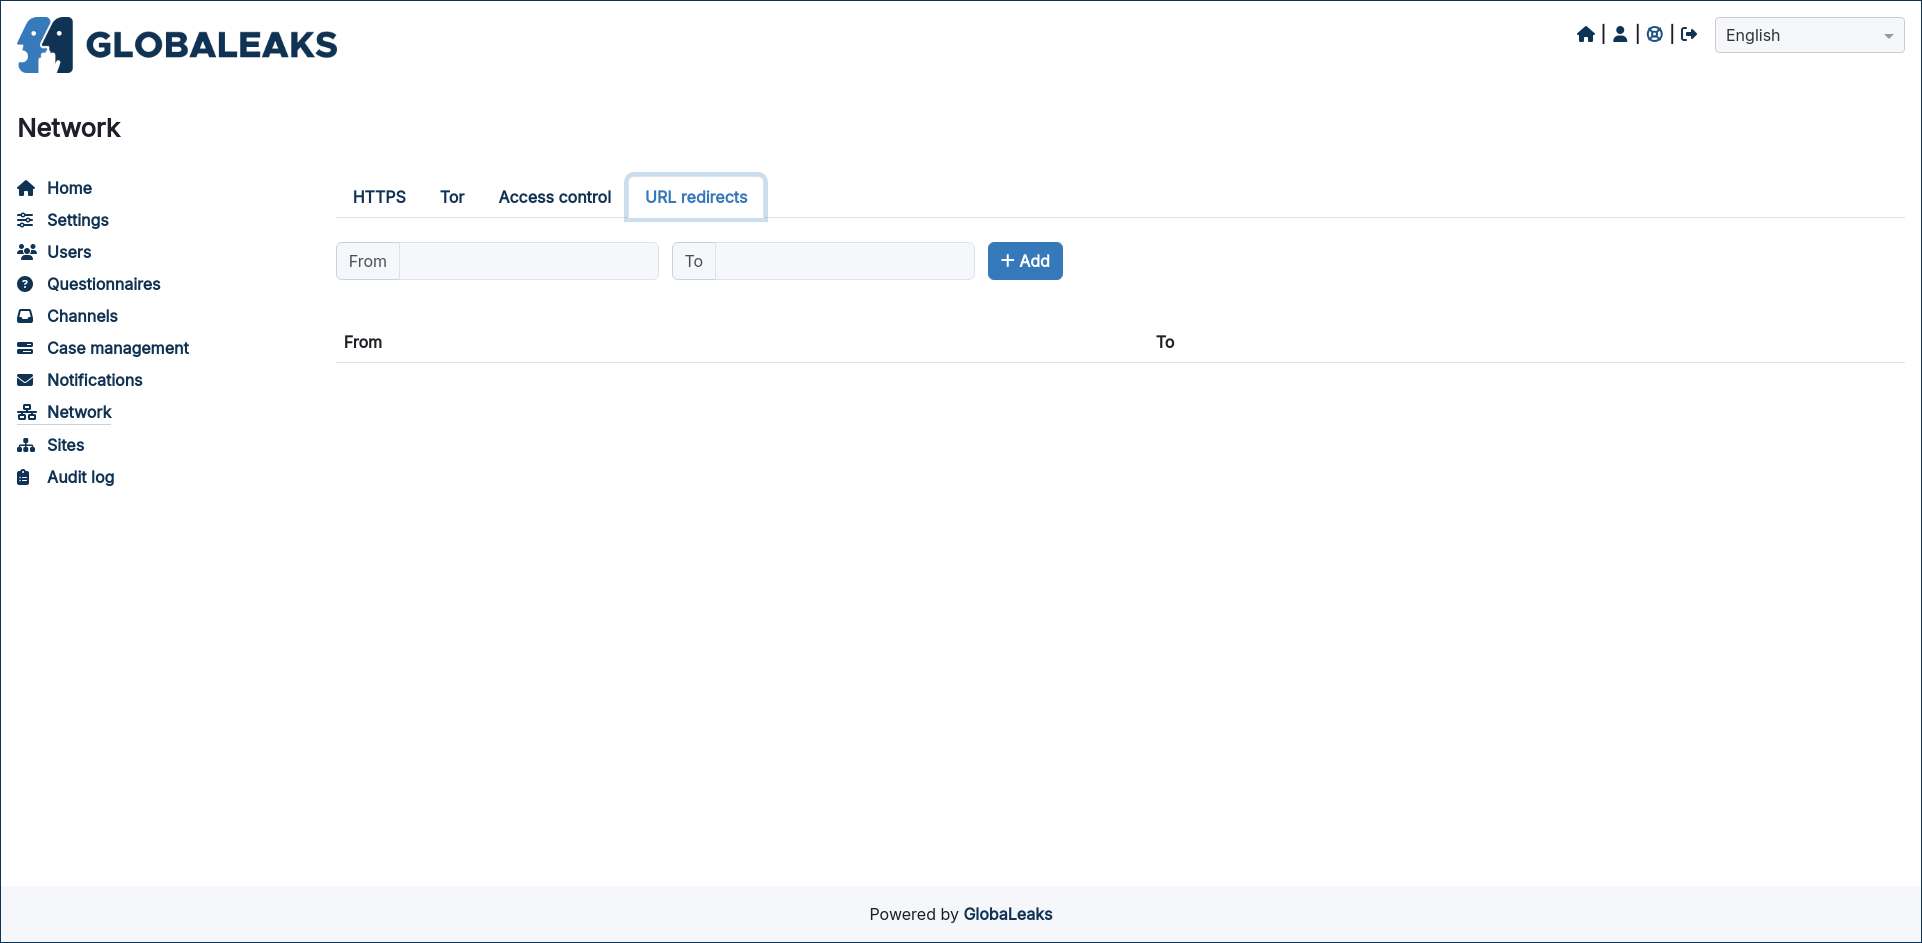 GLOBALEAKS
English
Network
Home
Settings
Users
Questionnaires
Channels
Case management
Notifications
Network
Sites
Audit log
HTTPS Tor Access control URL redirects
From To + Add
From To
Powered by GlobaLeaks